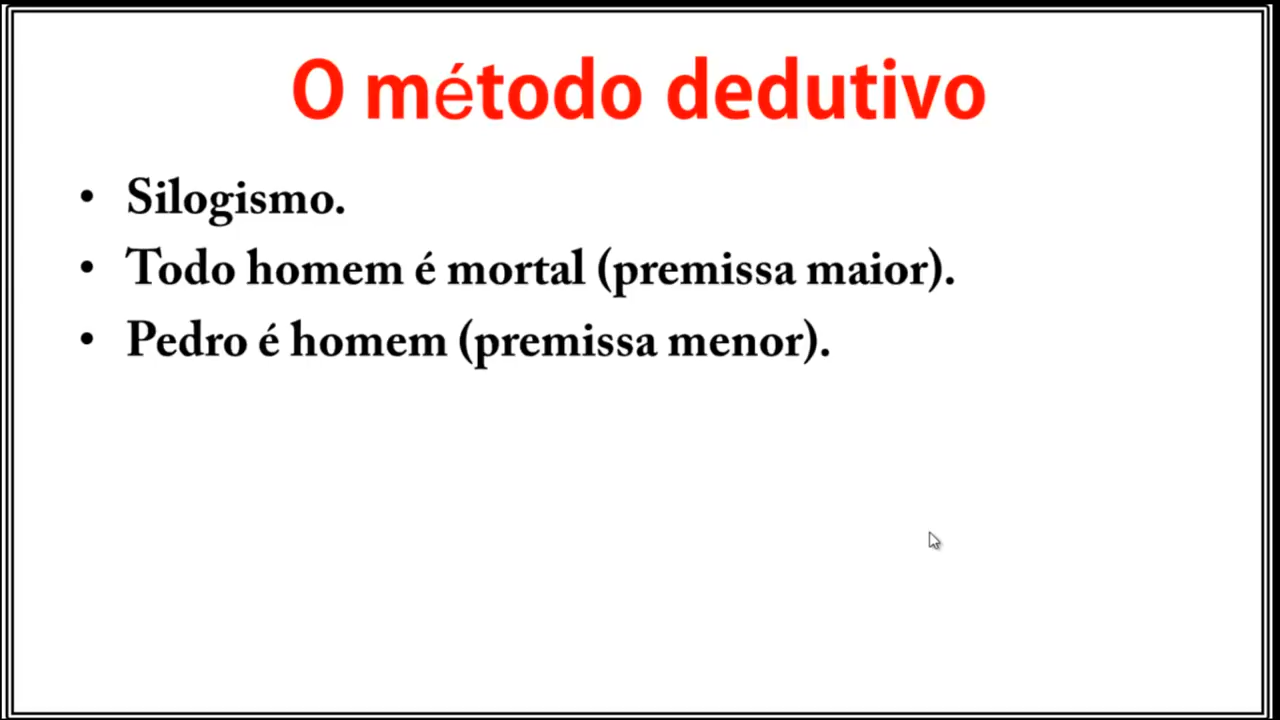 O método dedutivo
• Silogismo.
• Todo homem é mortal (premissa maior).
• Pedro é homem (premissa menor).